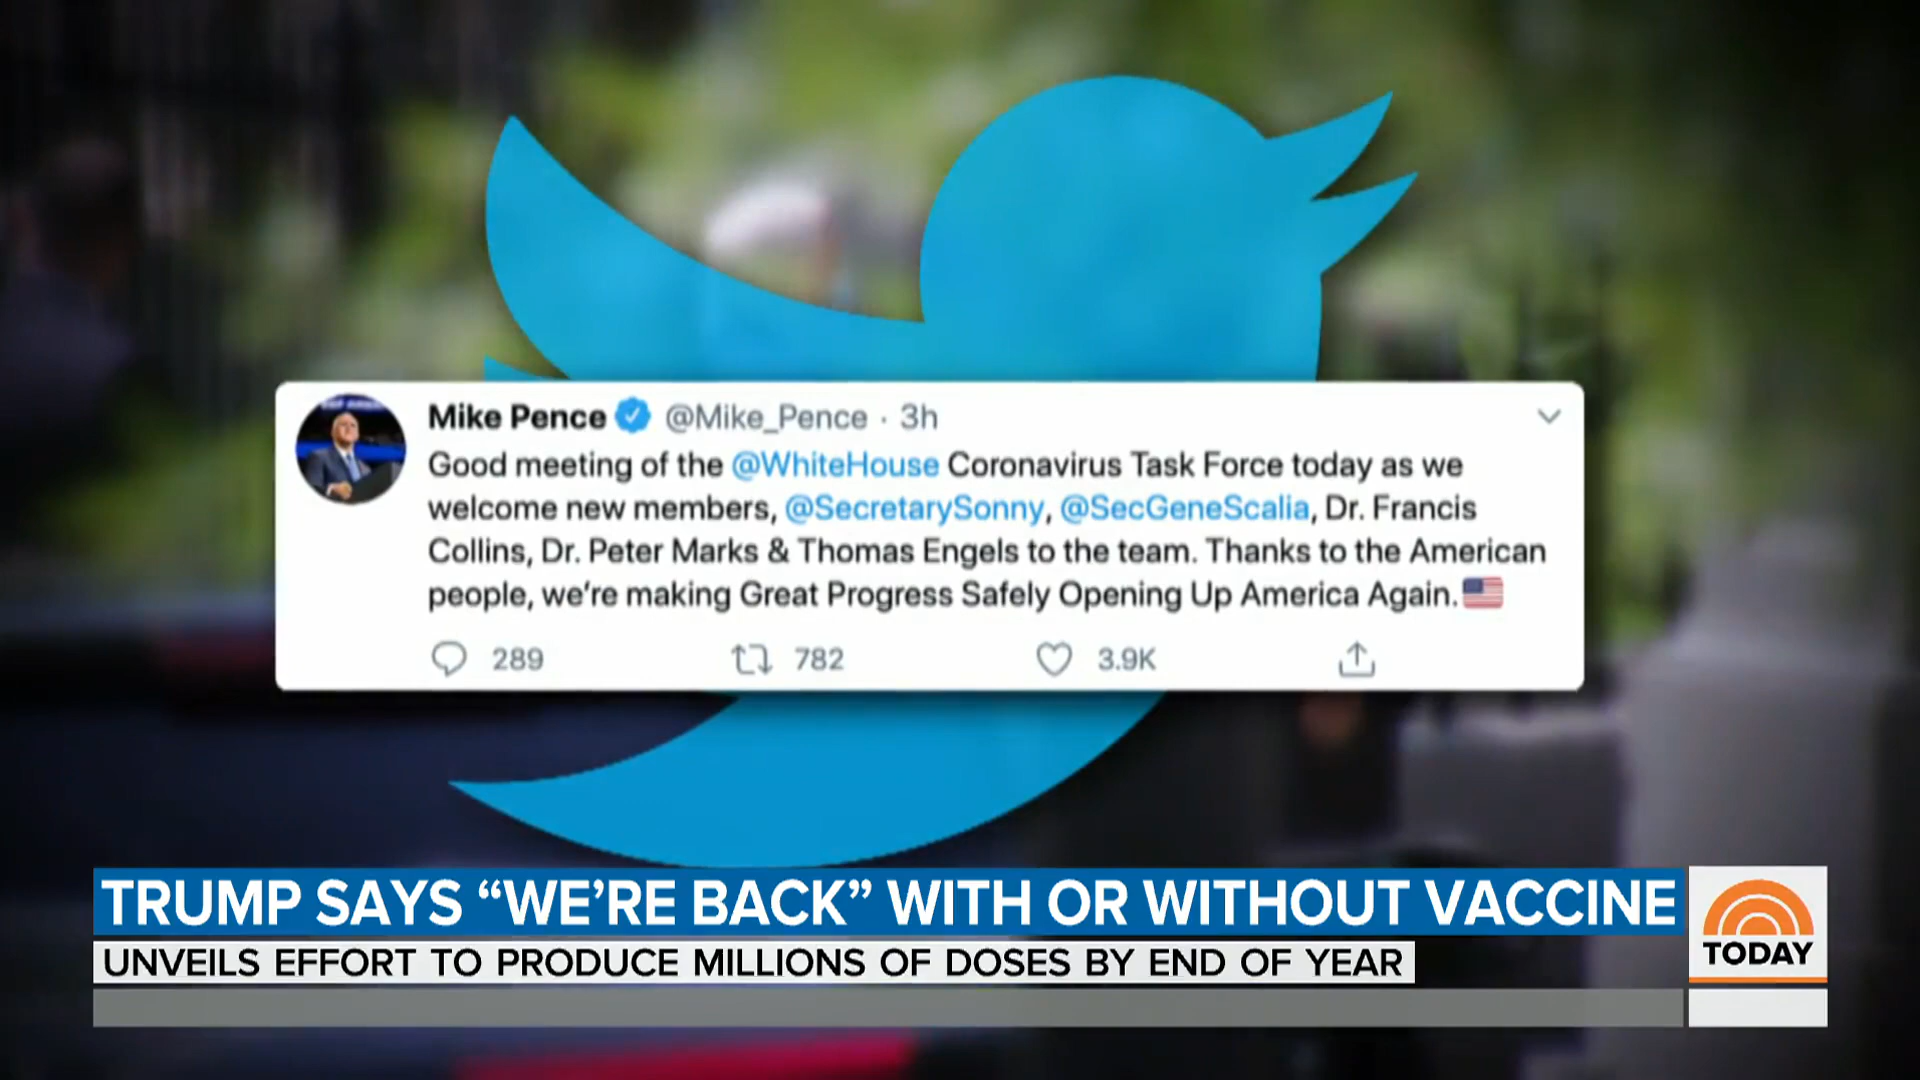 Mike Pence @Mike_Pence · 3h
Good meeting of the @WhiteHouse Coronavirus Task Force today as we
welcome new members, @SecretarySonny, @SecGeneScalia, Dr. Francis
Collins, Dr. Peter Marks & Thomas Engels to the team. Thanks to the American
people, we’re making Great Progress Safely Opening Up America Again.🇺🇸
289 782 3.9K
TRUMP SAYS “WE’RE BACK” WITH OR WITHOUT VACCINE
UNVEILS EFFORT TO PRODUCE MILLIONS OF DOSES BY END OF YEAR
TODAY